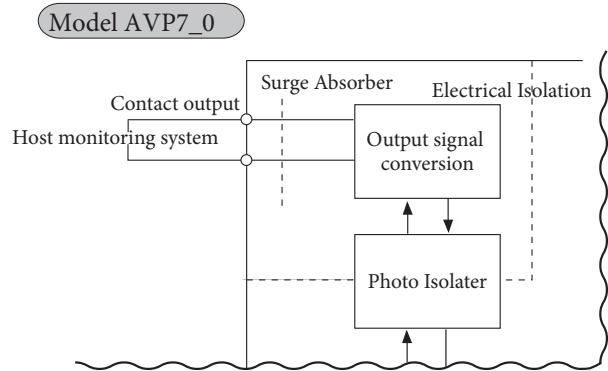 Model AVP7_0
Surge Absorber
Electrical Isolation
Contact output
Host monitoring system
Output signal
conversion
Photo Isolater